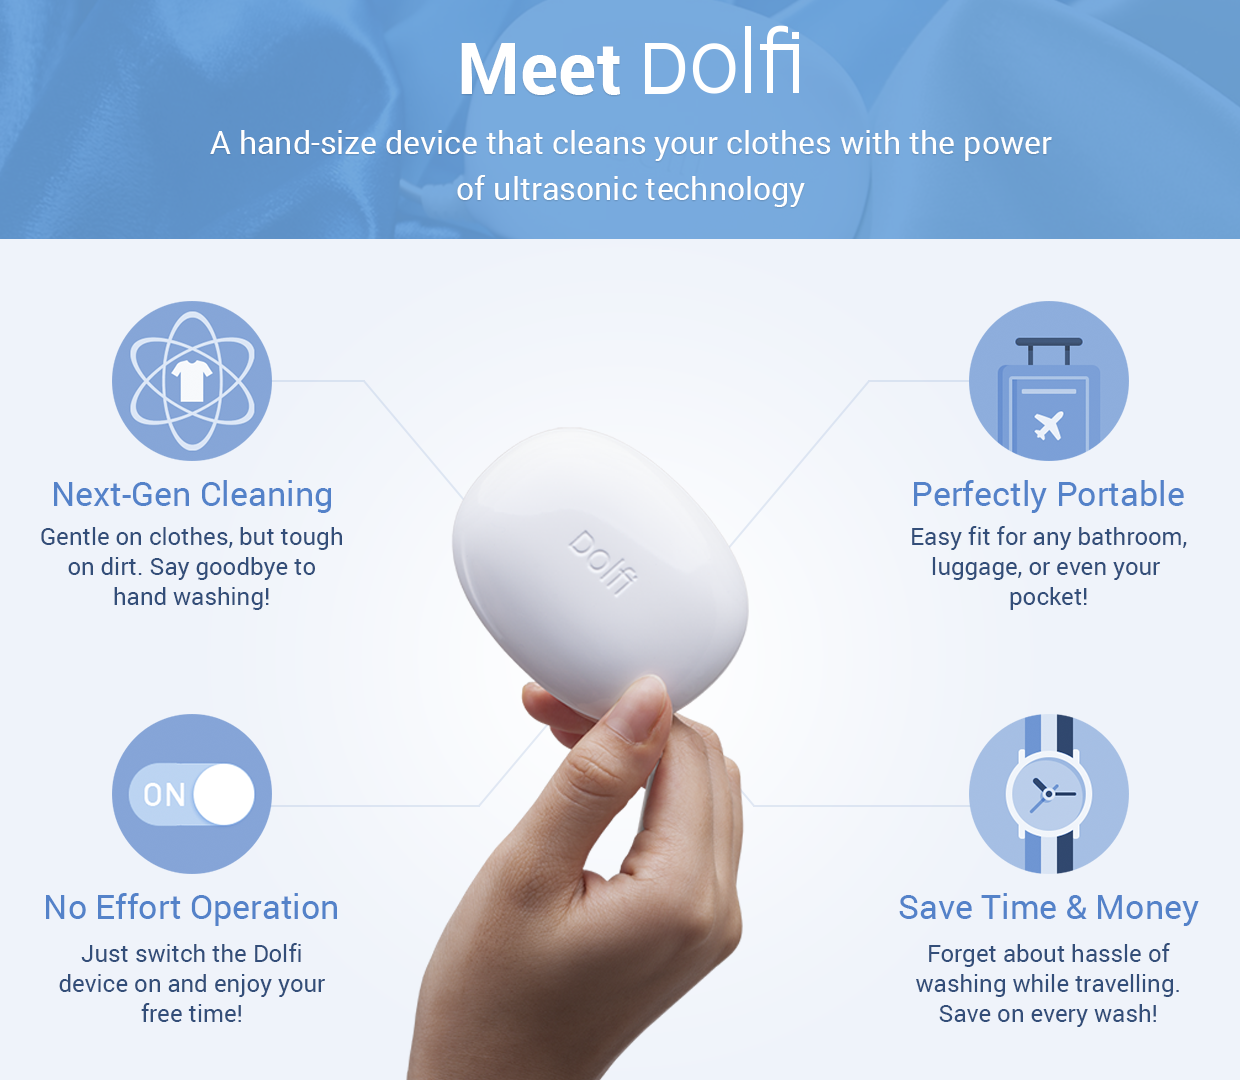 Meet Dolfi
A hand-size device that cleans your clothes with the power
of ultrasonic technology
Next-Gen Cleaning
Gentle on clothes, but tough
on dirt. Say goodbye to
hand washing!
Perfectly Portable
Easy fit for any bathroom,
luggage, or even your
pocket!
Dolfi
ON
No Effort Operation
Just switch the Dolfi
device on and enjoy your
free time!
Save Time & Money
Forget about hassle of
washing while travelling.
Save on every wash!